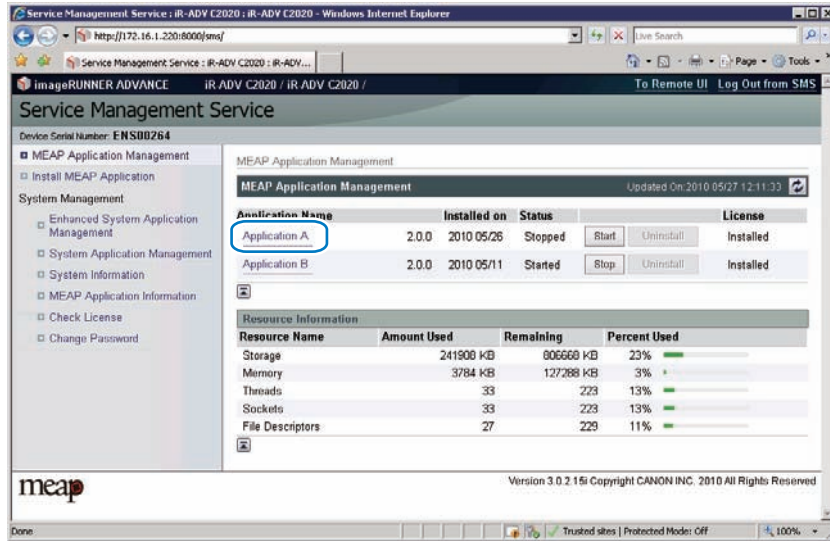 Service Management Service : iR-ADV C2020 : iR-ADV C2020 - Windows Internet Explorer
http://172.16.1.220:8000/sms/
Live Search
Service Management Service : iR-ADV C2020 : iR-ADV...
Page
Tools
imageRUNNER ADVANCE iR-ADV C2020 / iR-ADV C2020 / To Remote UI Log Out from SMS
Service Management Service
Device Serial Number: ENS00264
MEAP Application Management
Install MEAP Application
System Management
Enhanced System Application
Management
System Application Management
System Information
MEAP Application Information
Check License
Change Password
MEAP Application Management
MEAP Application Management Updated On:2010 05/27 12:11:33
Application Name Installed on Status License
Application A 2.0.0 2010 05/26 Stopped Start Uninstall Installed
Application B 2.0.0 2010 05/11 Started Stop Uninstall Installed
Resource Information
Resource Name Amount Used Remaining Percent Used
Storage 241908 KB 806668 KB 23%
Memory 3784 KB 127288 KB 3%
Threads 33 223 13%
Sockets 33 223 13%
File Descriptors 27 229 11%
meap
Version 3.0.2.15i Copyright CANON INC. 2010 All Rights Reserved
Done Trusted sites | Protected Mode: Off 100%